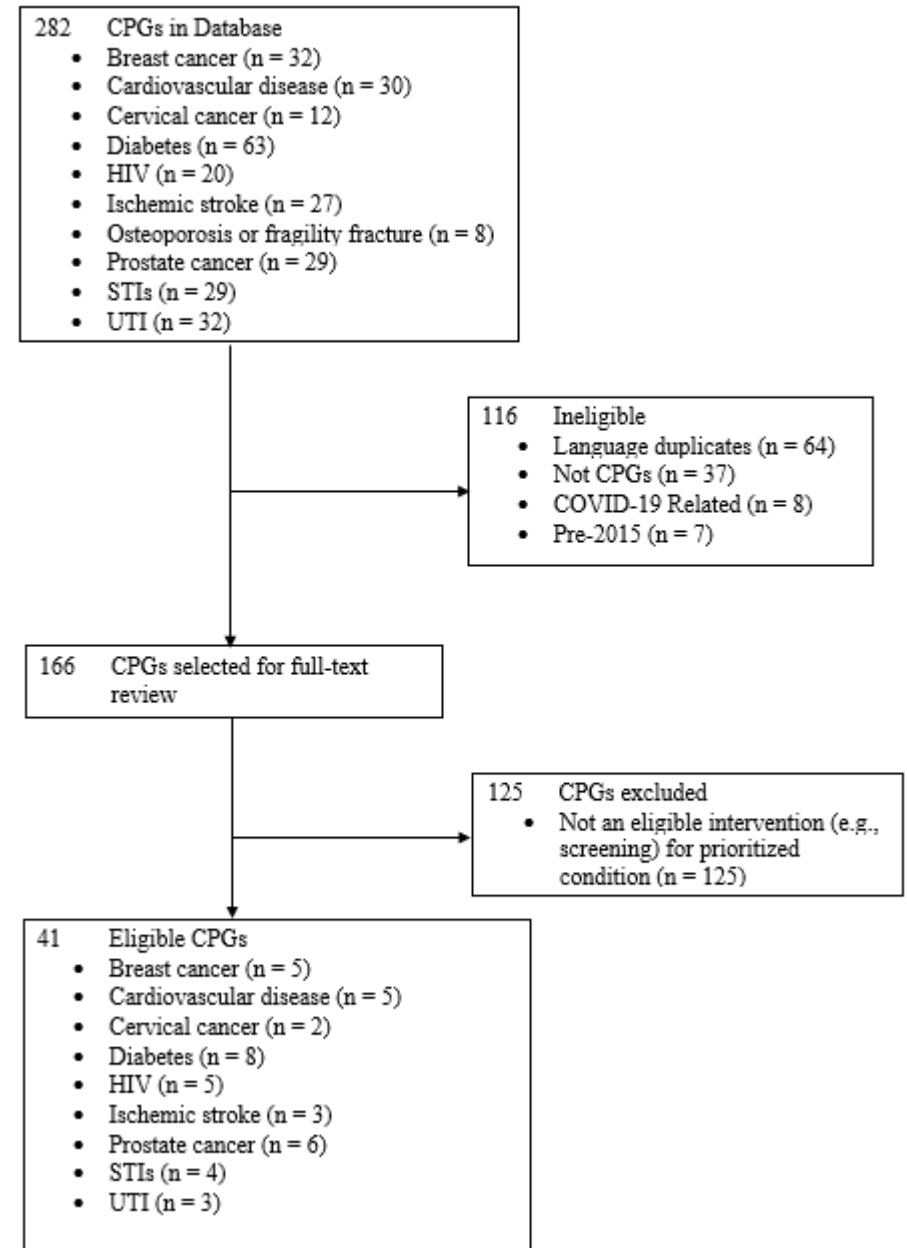 282 CPGs in Database
• Breast cancer (n = 32)
• Cardiovascular disease (n = 30)
• Cervical cancer (n = 12)
• Diabetes (n = 63)
• HIV (n = 20)
• Ischemic stroke (n = 27)
• Osteoporosis or fragility fracture (n = 8)
• Prostate cancer (n = 29)
• STIs (n = 29)
• UTI (n = 32)
116 Ineligible
• Language duplicates (n = 64)
• Not CPGs (n = 37)
• COVID-19 Related (n = 8)
• Pre-2015 (n = 7)
166 CPGs selected for full-text
review
125 CPGs excluded
• Not an eligible intervention (e.g.,
screening) for prioritized
condition (n = 125)
41 Eligible CPGs
• Breast cancer (n = 5)
• Cardiovascular disease (n = 5)
• Cervical cancer (n = 2)
• Diabetes (n = 8)
• HIV (n = 5)
• Ischemic stroke (n = 3)
• Prostate cancer (n = 6)
• STIs (n = 4)
• UTI (n = 3)